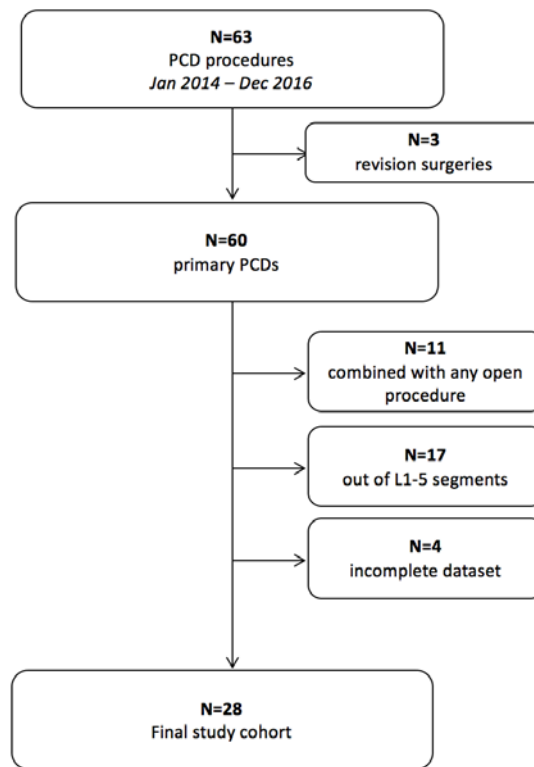 N=63
PCD procedures
Jan 2014 – Dec 2016
N=3
revision surgeries
N=60
primary PCDs
N=11
combined with any open
procedure
N=17
out of L1-5 segments
N=4
incomplete dataset
N=28
Final study cohort